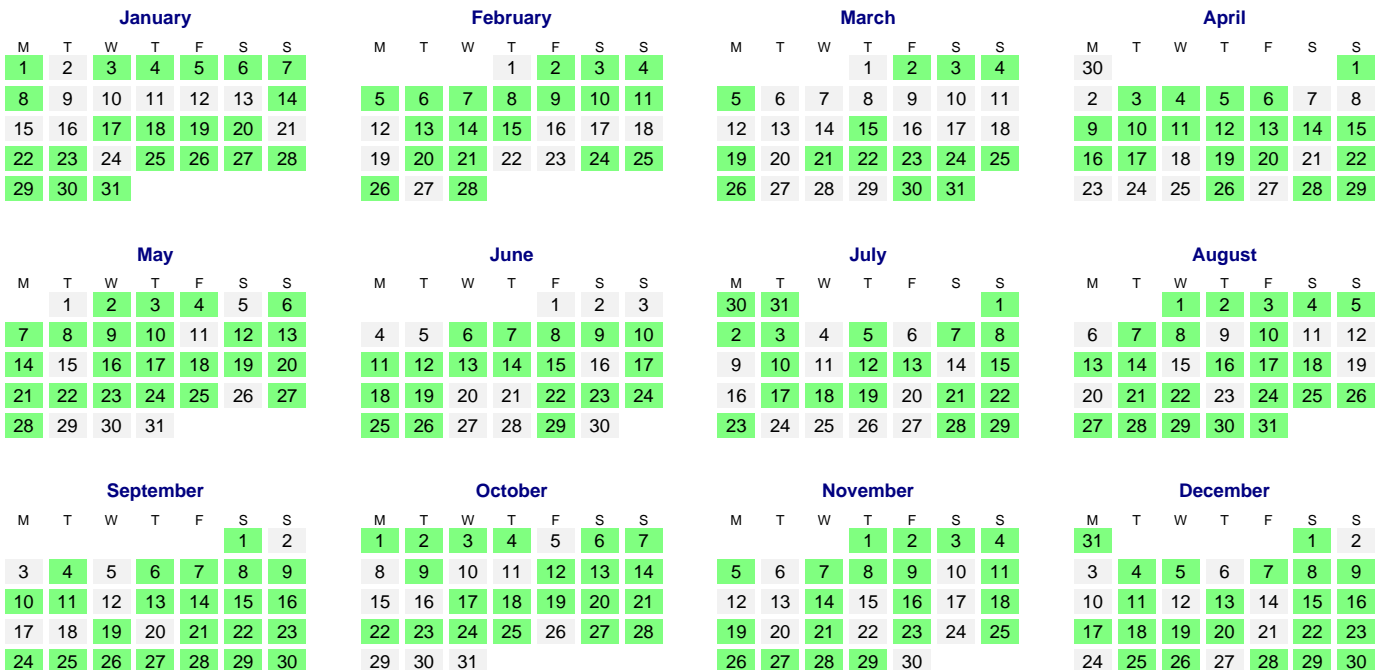 January February March April
M T W T F S S M T W T F S S M T W T F S S M T W T F S S
1 2 3 4 5 6 7 1 2 3 4 1 2 3 4 30 1
8 9 10 11 12 13 14 5 6 7 8 9 10 11 5 6 7 8 9 10 11 2 3 4 5 6 7 8
15 16 17 18 19 20 21 12 13 14 15 16 17 18 12 13 14 15 16 17 18 9 10 11 12 13 14 15
22 23 24 25 26 27 28 19 20 21 22 23 24 25 19 20 21 22 23 24 25 16 17 18 19 20 21 22
29 30 31 26 27 28 26 27 28 29 30 31 23 24 25 26 27 28 29
May June July August
M T W T F S S M T W T F S S M T W T F S S M T W T F S S
1 2 3 4 5 6 1 2 3 30 31 1 1 2 3 4 5
7 8 9 10 11 12 13 4 5 6 7 8 9 10 2 3 4 5 6 7 8 6 7 8 9 10 11 12
14 15 16 17 18 19 20 11 12 13 14 15 16 17 9 10 11 12 13 14 15 13 14 15 16 17 18 19
21 22 23 24 25 26 27 18 19 20 21 22 23 24 16 17 18 19 20 21 22 20 21 22 23 24 25 26
28 29 30 31 25 26 27 28 29 30 23 24 25 26 27 28 29 27 28 29 30 31
September October November December
M T W T F S S M T W T F S S M T W T F S S M T W T F S S
1 2 1 2 3 4 5 6 7 1 2 3 4 31 1 2
3 4 5 6 7 8 9 8 9 10 11 12 13 14 5 6 7 8 9 10 11 3 4 5 6 7 8 9
10 11 12 13 14 15 16 15 16 17 18 19 20 21 12 13 14 15 16 17 18 10 11 12 13 14 15 16
17 18 19 20 21 22 23 22 23 24 25 26 27 28 19 20 21 22 23 24 25 17 18 19 20 21 22 23
24 25 26 27 28 29 30 29 30 31 26 27 28 29 30 24 25 26 27 28 29 30